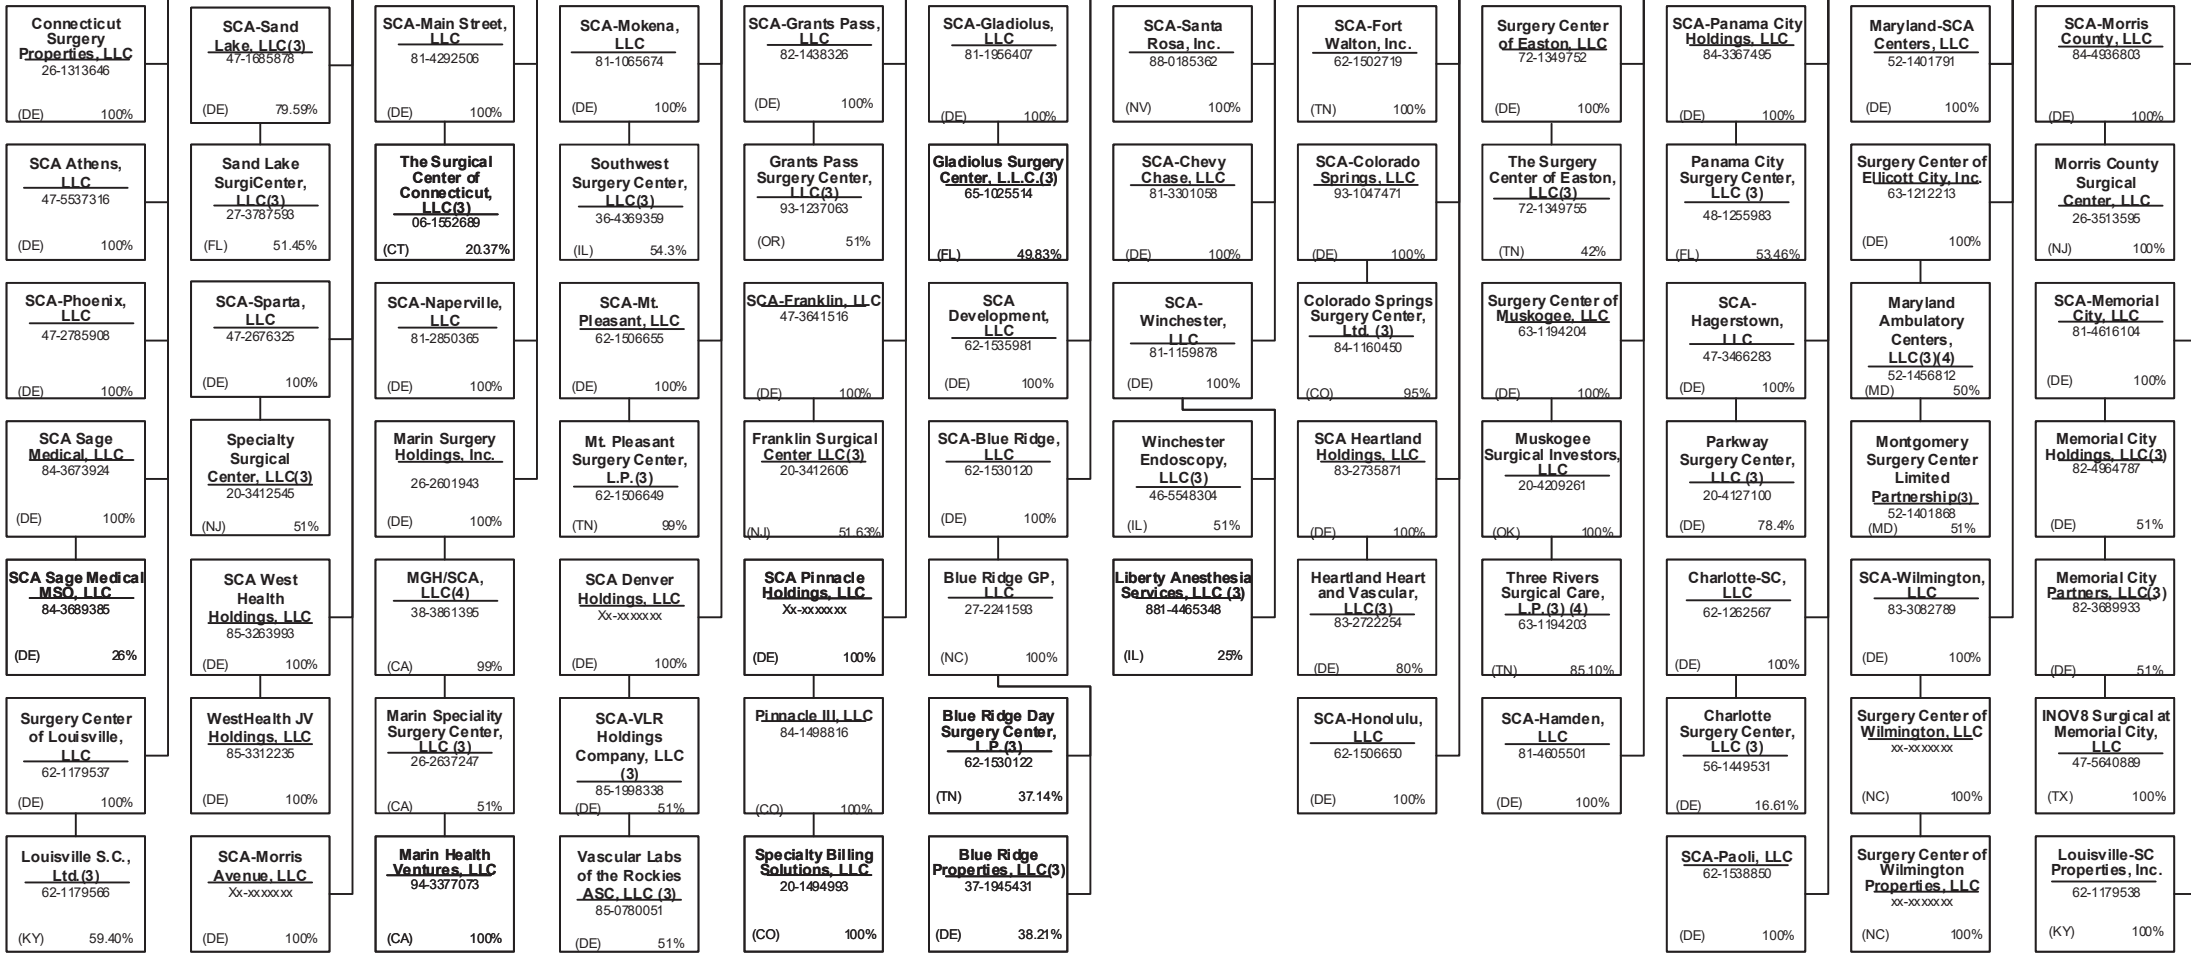 Connecticut
Surgery
Properties, LLC
26-1313646
(DE) 100%
SCA Athens,
LLC
47-5537316
(DE) 100%
SCA-Phoenix,
LLC
47-2785908
(DE) 100%
SCA Sage
Medical, LLC
84-3673924
(DE) 100%
SCA Sage Medical
MSO, LLC
84-3689385
(DE) 26%
Surgery Center
of Louisville,
LLC
62-1179537
(DE) 100%
Louisville S.C.,
Ltd.(3)
62-1179566
(KY) 59.40%
SCA-Sand
Lake, LLC(3)
47-1685878
(DE) 79.59%
Sand Lake
SurgiCenter,
LLC(3)
27-3787593
(FL) 51.45%
SCA-Sparta,
LLC
47-2676325
(DE) 100%
Specialty
Surgical
Center, LLC(3)
20-3412545
(NJ) 51%
SCA West
Health
Holdings, LLC
85-3263993
(DE) 100%
WestHealth JV
Holdings, LLC
85-3312235
(DE) 100%
SCA-Morris
Avenue, LLC
Xx-xxxxxxx
(DE) 100%
SCA-Main Street,
LLC
81-4292506
(DE) 100%
The Surgical
Center of
Connecticut,
LLC(3)
06-1552689
(CT) 20.37%
SCA-Naperville,
LLC
81-2850365
(DE) 100%
Marin Surgery
Holdings, Inc.
26-2601943
(DE) 100%
MGH/SCA,
LLC(4)
38-3861395
(CA) 99%
Marin Speciality
Surgery Center,
LLC (3)
26-2637247
(CA) 51%
Marin Health
Ventures, LLC
94-3377073
(CA) 100%
SCA-Mokena,
LLC
81-1065674
(DE) 100%
Southwest
Surgery Center,
LLC(3)
36-4369359
(IL) 54.3%
SCA-Mt.
Pleasant, LLC
62-1506655
(DE) 100%
Mt. Pleasant
Surgery Center,
L.P.(3)
62-1506649
(TN) 99%
SCA Denver
Holdings, LLC
Xx-xxxxxxx
(DE) 100%
SCA-VLR
Holdings
Company, LLC
(3)
85-1998338
(DE) 51%
Vascular Labs
of the Rockies
ASC, LLC (3)
85-0780051
(DE) 51%
SCA-Grants Pass,
LLC
82-1438326
(DE) 100%
Grants Pass
Surgery Center,
LLC(3)
93-1237063
(OR) 51%
SCA-Franklin, LLC
47-3641516
(DE) 100%
Franklin Surgical
Center LLC(3)
20-3412606
(NJ) 51.63%
SCA Pinnacle
Holdings, LLC
Xx-xxxxxxx
(DE) 100%
Pinnacle III, LLC
84-1498816
(CO) 100%
Specialty Billing
Solutions, LLC
20-1494993
(CO) 100%
SCA-Gladiolus,
LLC
81-1956407
(DE) 100%
Gladiolus Surgery
Center, L.L.C.(3)
65-1025514
(FL) 49.83%
SCA
Development,
LLC
62-1535981
(DE) 100%
SCA-Blue Ridge,
LLC
62-1530120
(DE) 100%
Blue Ridge GP,
LLC
27-2241593
(NC) 100%
Blue Ridge Day
Surgery Center,
L.P. (3)
62-1530122
(TN) 37.14%
Blue Ridge
Properties, LLC(3)
37-1945431
(DE) 38.21%
SCA-Santa
Rosa, Inc.
88-0185362
(NV) 100%
SCA-Chevy
Chase, LLC
81-3301058
(DE) 100%
SCA-
Winchester,
LLC
81-1159878
(DE) 100%
Winchester
Endoscopy,
LLC(3)
46-5548304
(IL) 51%
Liberty Anesthesia
Services, LLC (3)
881-4465348
(IL) 25%
SCA-Fort
Walton, Inc.
62-1502719
(TN) 100%
SCA-Colorado
Springs, LLC
93-1047471
(DE) 100%
Colorado Springs
Surgery Center,
Ltd. (3)
84-1160450
(CO) 95%
SCA Heartland
Holdings, LLC
83-2735871
(DE) 100%
Heartland Heart
and Vascular,
LLC(3)
83-2722254
(DE) 80%
SCA-Honolulu,
LLC
62-1506650
(DE) 100%
Surgery Center
of Easton, LLC
72-1349752
(DE) 100%
The Surgery
Center of Easton,
LLC(3)
72-1349755
(TN) 42%
Surgery Center of
Muskogee, LLC
63-1194204
(DE) 100%
Muskogee
Surgical Investors,
LLC
20-4209261
(OK) 100%
Three Rivers
Surgical Care,
L.P.(3) (4)
63-1194203
(TN) 85.10%
SCA-Hamden,
LLC
81-4605501
(DE) 100%
SCA-Panama City
Holdings, LLC
84-3367495
(DE) 100%
Panama City
Surgery Center,
LLC (3)
48-1255983
(FL) 53.46%
SCA-
Hagerstown,
LLC
47-3466283
(DE) 100%
Parkway
Surgery Center,
LLC (3)
20-4127100
(DE) 78.4%
Charlotte-SC,
LLC
62-1262567
(DE) 100%
Charlotte
Surgery Center,
LLC (3)
56-1449531
(DE) 16.61%
SCA-Paoli, LLC
62-1538850
(DE) 100%
Maryland-SCA
Centers, LLC
52-1401791
(DE) 100%
Surgery Center of
Ellicott City, Inc.
63-1212213
(DE) 100%
Maryland
Ambulatory
Centers,
LLC(3)(4)
52-1456812
(MD) 50%
Montgomery
Surgery Center
Limited
Partnership(3)
52-1401868
(MD) 51%
SCA-Wilmington,
LLC
83-3082789
(DE) 100%
Surgery Center of
Wilmington, LLC
xx-xxxxxxx
(NC) 100%
Surgery Center of
Wilmington
Properties, LLC
xx-xxxxxxx
(NC) 100%
SCA-Morris
County, LLC
84-4936803
(DE) 100%
Morris County
Surgical
Center, LLC
26-3513595
(NJ) 100%
SCA-Memorial
City, LLC
81-4616104
(DE) 100%
Memorial City
Holdings, LLC(3)
82-4964787
(DE) 51%
Memorial City
Partners, LLC(3)
82-3689933
(DE) 51%
INOV8 Surgical at
Memorial City,
LLC
47-5640889
(TX) 100%
Louisville-SC
Properties, Inc.
62-1179538
(KY) 100%